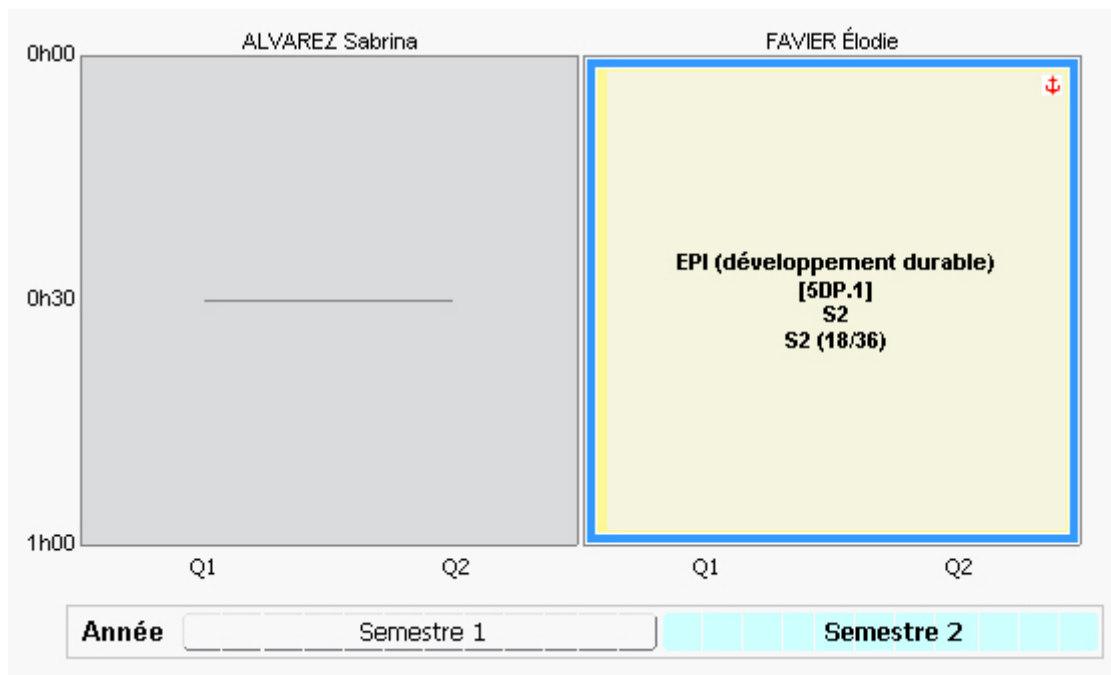 ALVAREZ Sabrina
FAVIER Élodie
0h00
EPI (développement durable)
[5DP.1]
S2
S2 (18/36)
0h30
1h00
Q1
Q2
Q1
Q2
Année
Semestre 1
Semestre 2